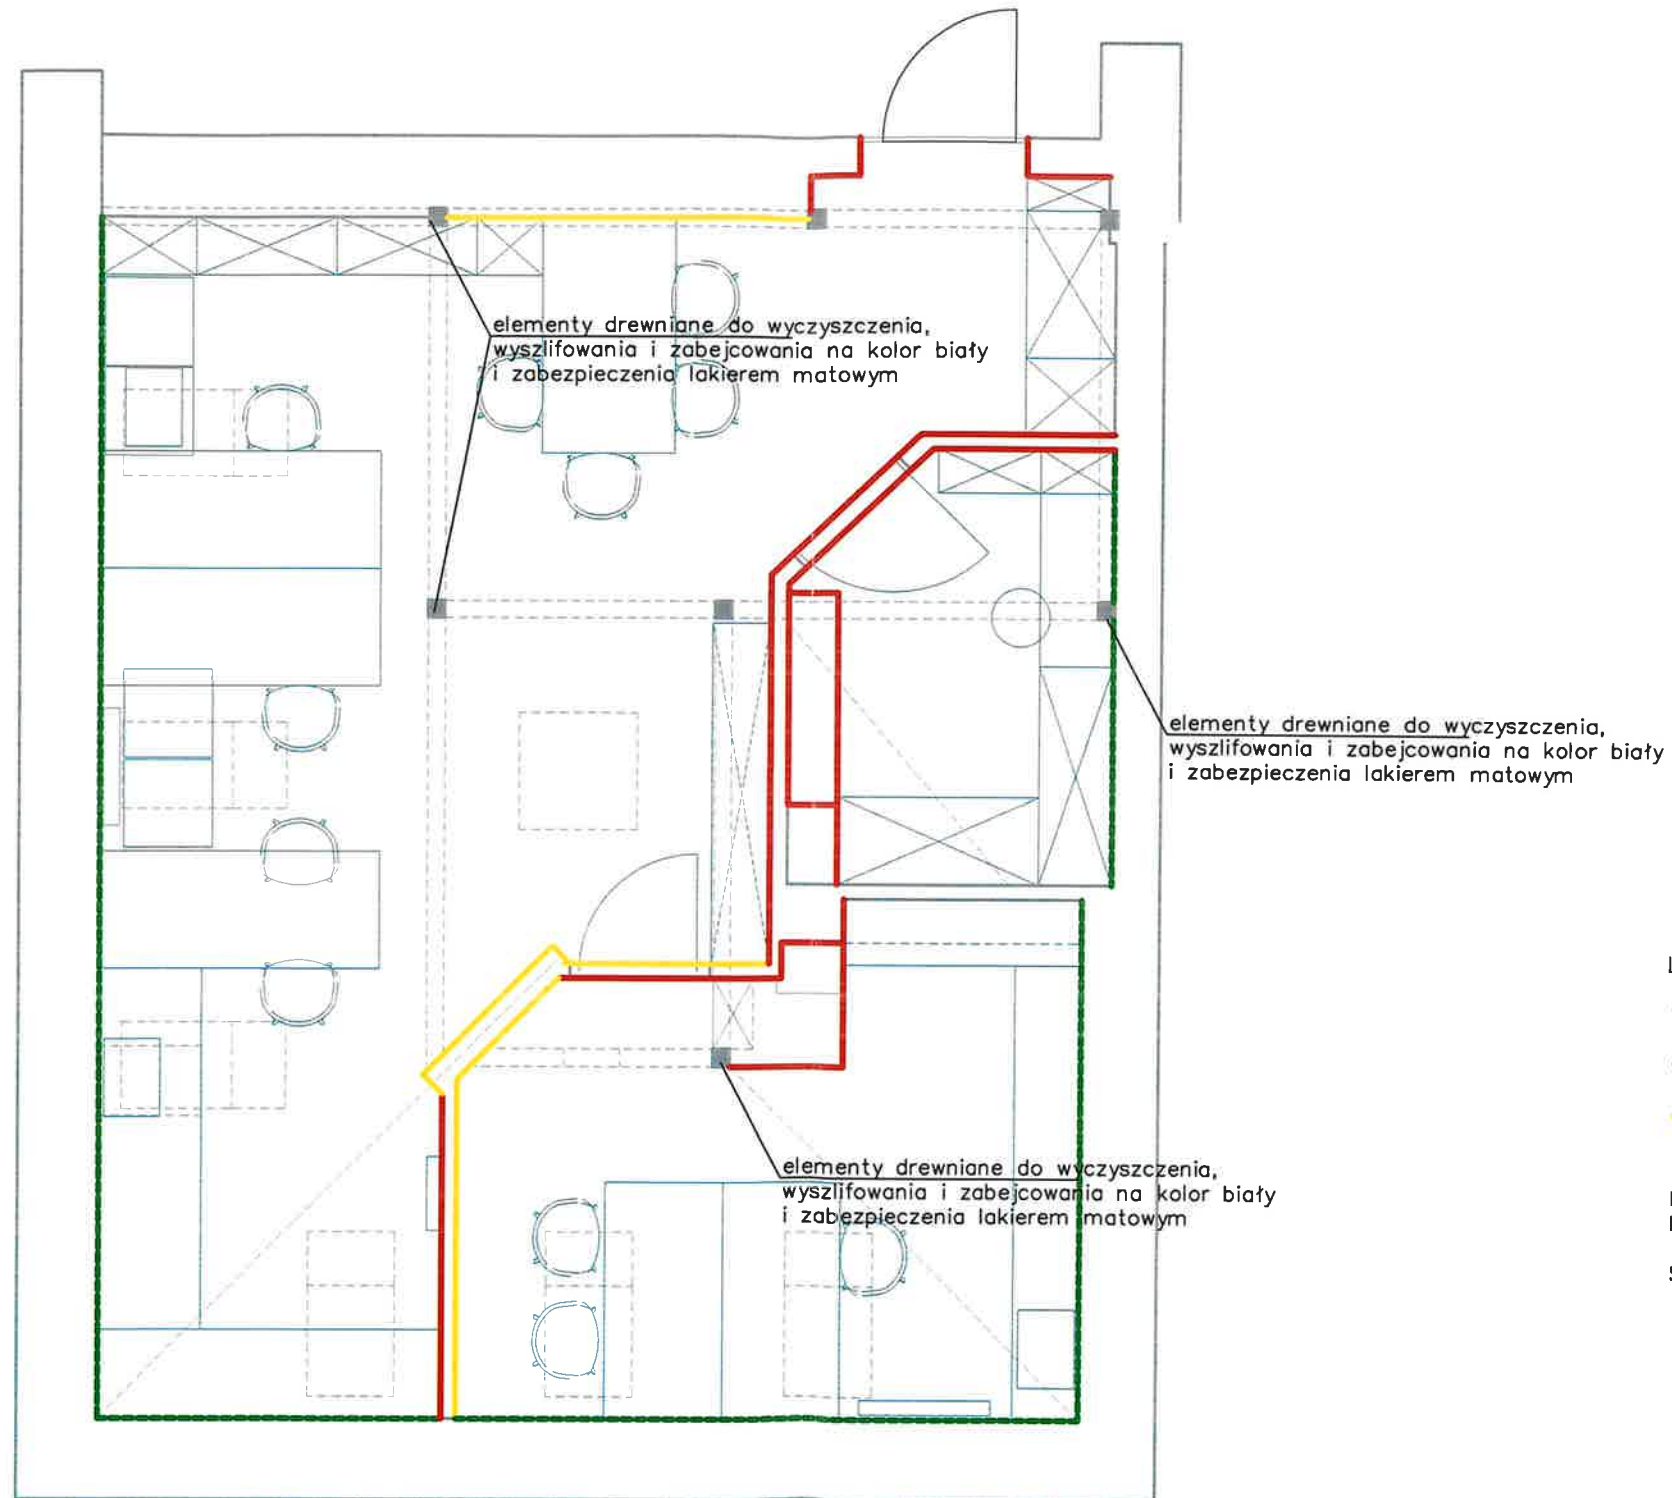 elementy drewniane do wyczyszczenia,
wyszlifowania i zabejcowania na kolor biały
i zabezpieczenia lakierem matowym
elementy drewniane do wyczyszczenia,
wyszlifowania i zabejcowania na kolor biały
i zabezpieczenia lakierem matowym
elementy drewniane do wyczyszczenia,
wyszlifowania i zabejcowania na kolor biały
i zabezpieczenia lakierem matowym